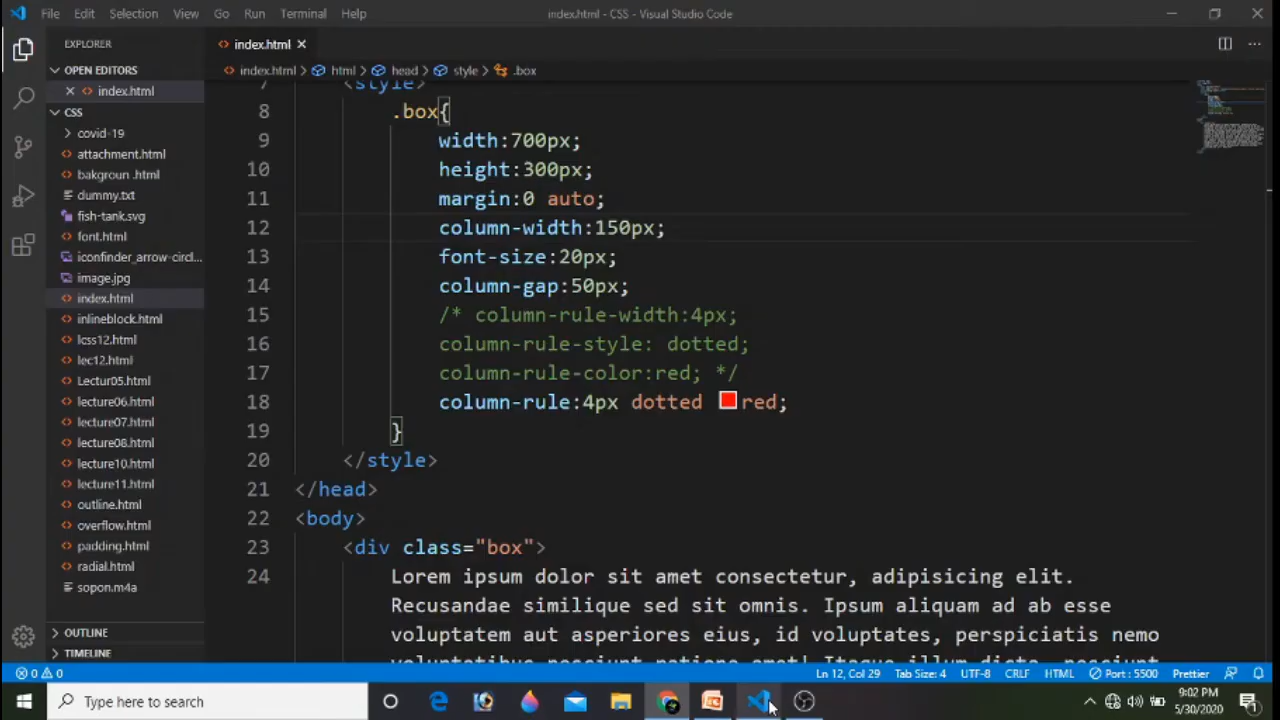 File Edit Selection View Go Run Terminal Help index.html - CSS - Visual Studio Code
EXPLORER
OPEN EDITORS
index.html
CSS
covid-19
attachment.html
bakgroun .html
dummy.txt
fish-tank.svg
font.html
iconfinder_arrow-circl...
image.jpg
index.html
inlineblock.html
lcss12.html
lec12.html
Lectur05.html
lecture06.html
lecture07.html
lecture08.html
lecture10.html
lecture11.html
outline.html
overflow.html
padding.html
radial.html
sopon.m4a
OUTLINE
TIMELINE
index.html
index.html > html > head > style > .box
7 <style>
8 .box{
9 width:700px;
10 height:300px;
11 margin:0 auto;
12 column-width:150px;
13 font-size:20px;
14 column-gap:50px;
15 /* column-rule-width:4px;
16 column-rule-style: dotted;
17 column-rule-color:red; */
18 column-rule:4px dotted red;
19 }
20 </style>
21 </head>
22 <body>
23 <div class="box">
24 Lorem ipsum dolor sit amet consectetur, adipisicing elit.
Recusandae similique sed sit omnis. Ipsum aliquam ad ab esse
voluptatem aut asperiores eius, id voluptates, perspiciatis nemo
0 0 Ln 12, Col 29 Tab Size: 4 UTF-8 CRLF HTML Port : 5500 Prettier
Type here to search
9:02 PM
5/30/2020